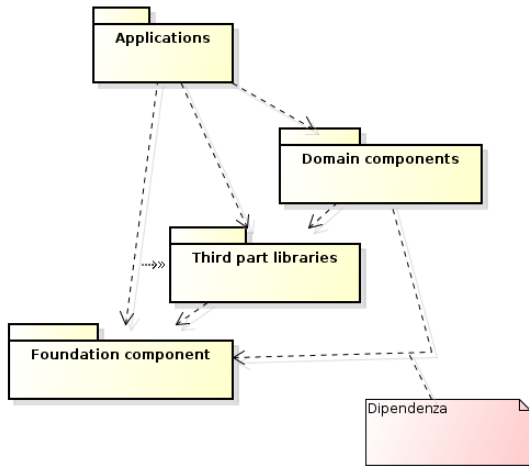 Applications
Domain components
Third part libraries
Foundation component
Dipendenza